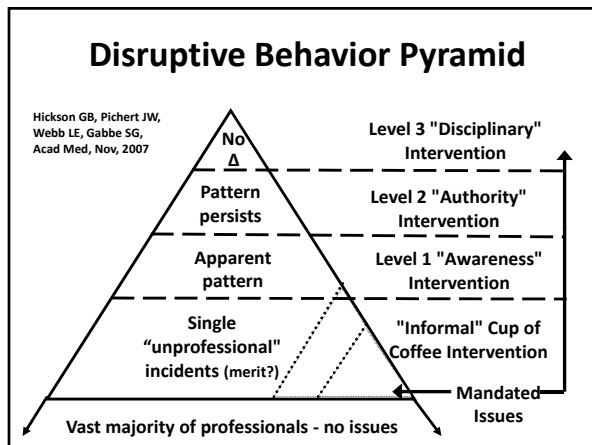 Disruptive Behavior Pyramid
Hickson GB, Pichert JW,
Webb LE, Gabbe SG,
Acad Med, Nov, 2007
No
Δ
Level 3 "Disciplinary"
Intervention
Pattern
persists
Level 2 "Authority"
Intervention
Apparent
pattern
Level 1 "Awareness"
Intervention
Single
“unprofessional"
incidents (merit?)
"Informal" Cup of
Coffee Intervention
Mandated
Issues
Vast majority of professionals - no issues